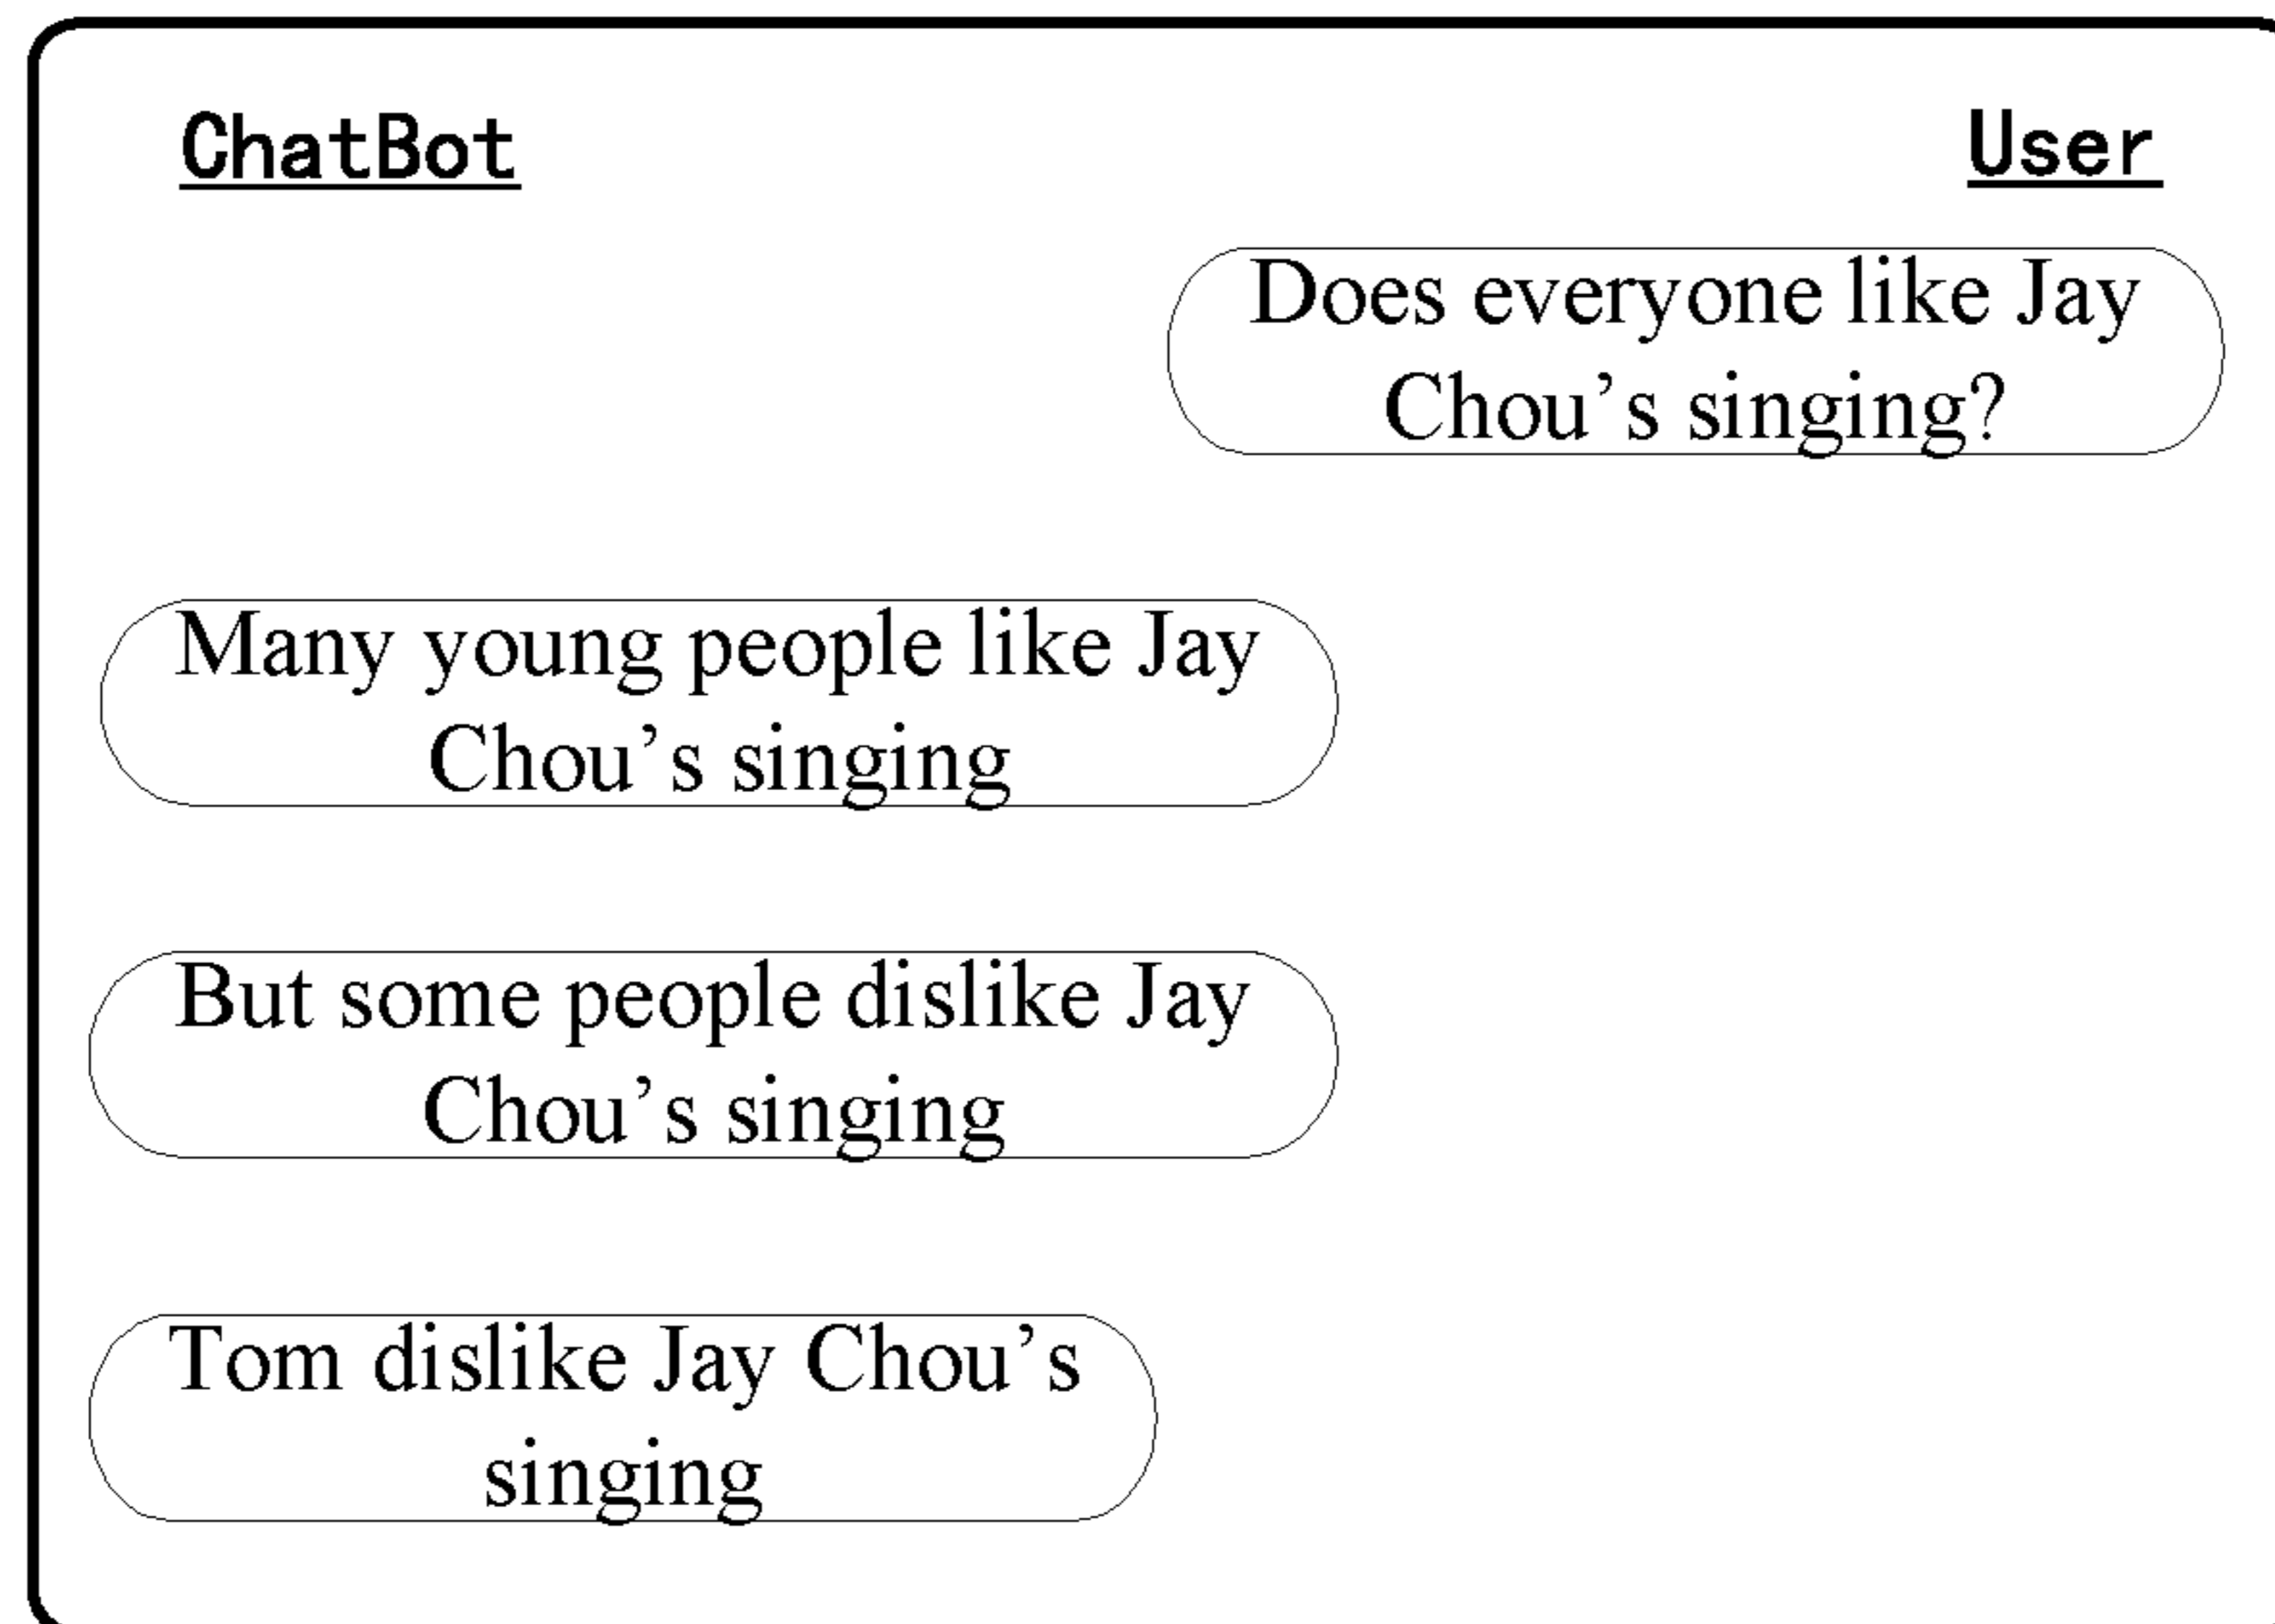 ChatBot
User
Does everyone like Jay
Chou’s singing?
Many young people like Jay
Chou’s singing
But some people dislike Jay
Chou’s singing
Tom dislike Jay Chou’s
singing